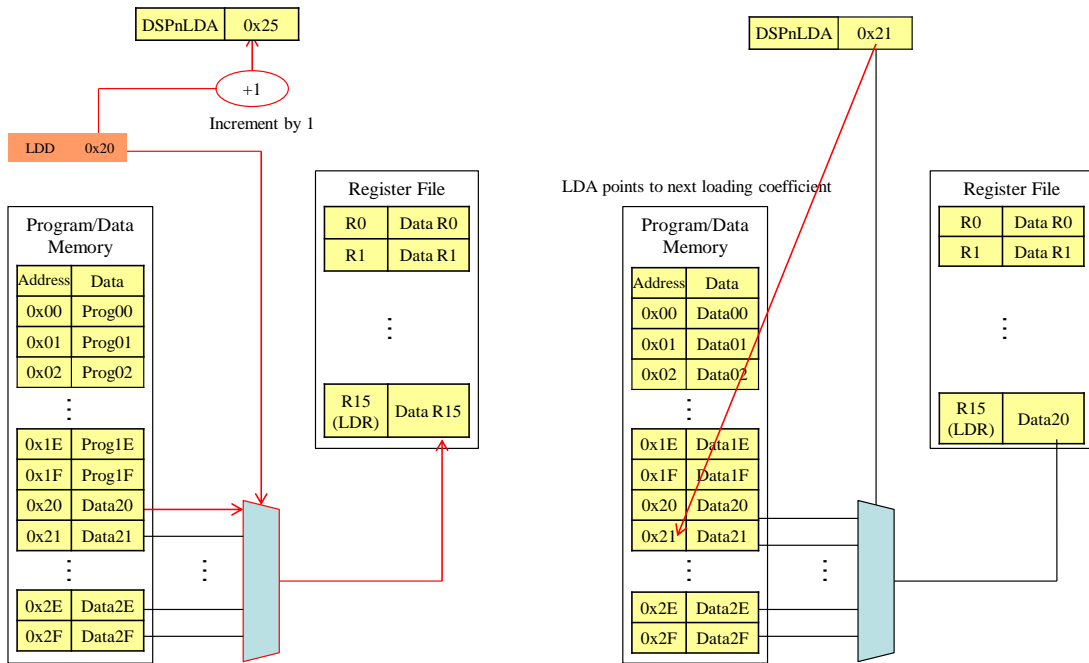 DSPnLDA 0x25
+1
Increment by 1
LDD 0x20
Register File
R0 Data R0
R1 Data R1
⋮
R15 (LDR) Data R15
Program/Data
Memory
Address Data
0x00 Prog00
0x01 Prog01
0x02 Prog02
⋮
0x1E Prog1E
0x1F Prog1F
0x20 Data20
0x21 Data21
⋮ ⋮
0x2E Data2E
0x2F Data2F
DSPnLDA 0x21
LDA points to next loading coefficient
Register File
R0 Data R0
R1 Data R1
⋮
R15 (LDR) Data20
Program/Data
Memory
Address Data
0x00 Data00
0x01 Data01
0x02 Data02
⋮
0x1E Data1E
0x1F Data1F
0x20 Data20
0x21 Data21
⋮ ⋮
0x2E Data2E
0x2F Data2F